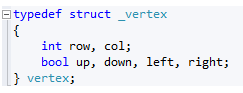 typedef struct _vertex
{
    int row, col;
    bool up, down, left, right;
} vertex;